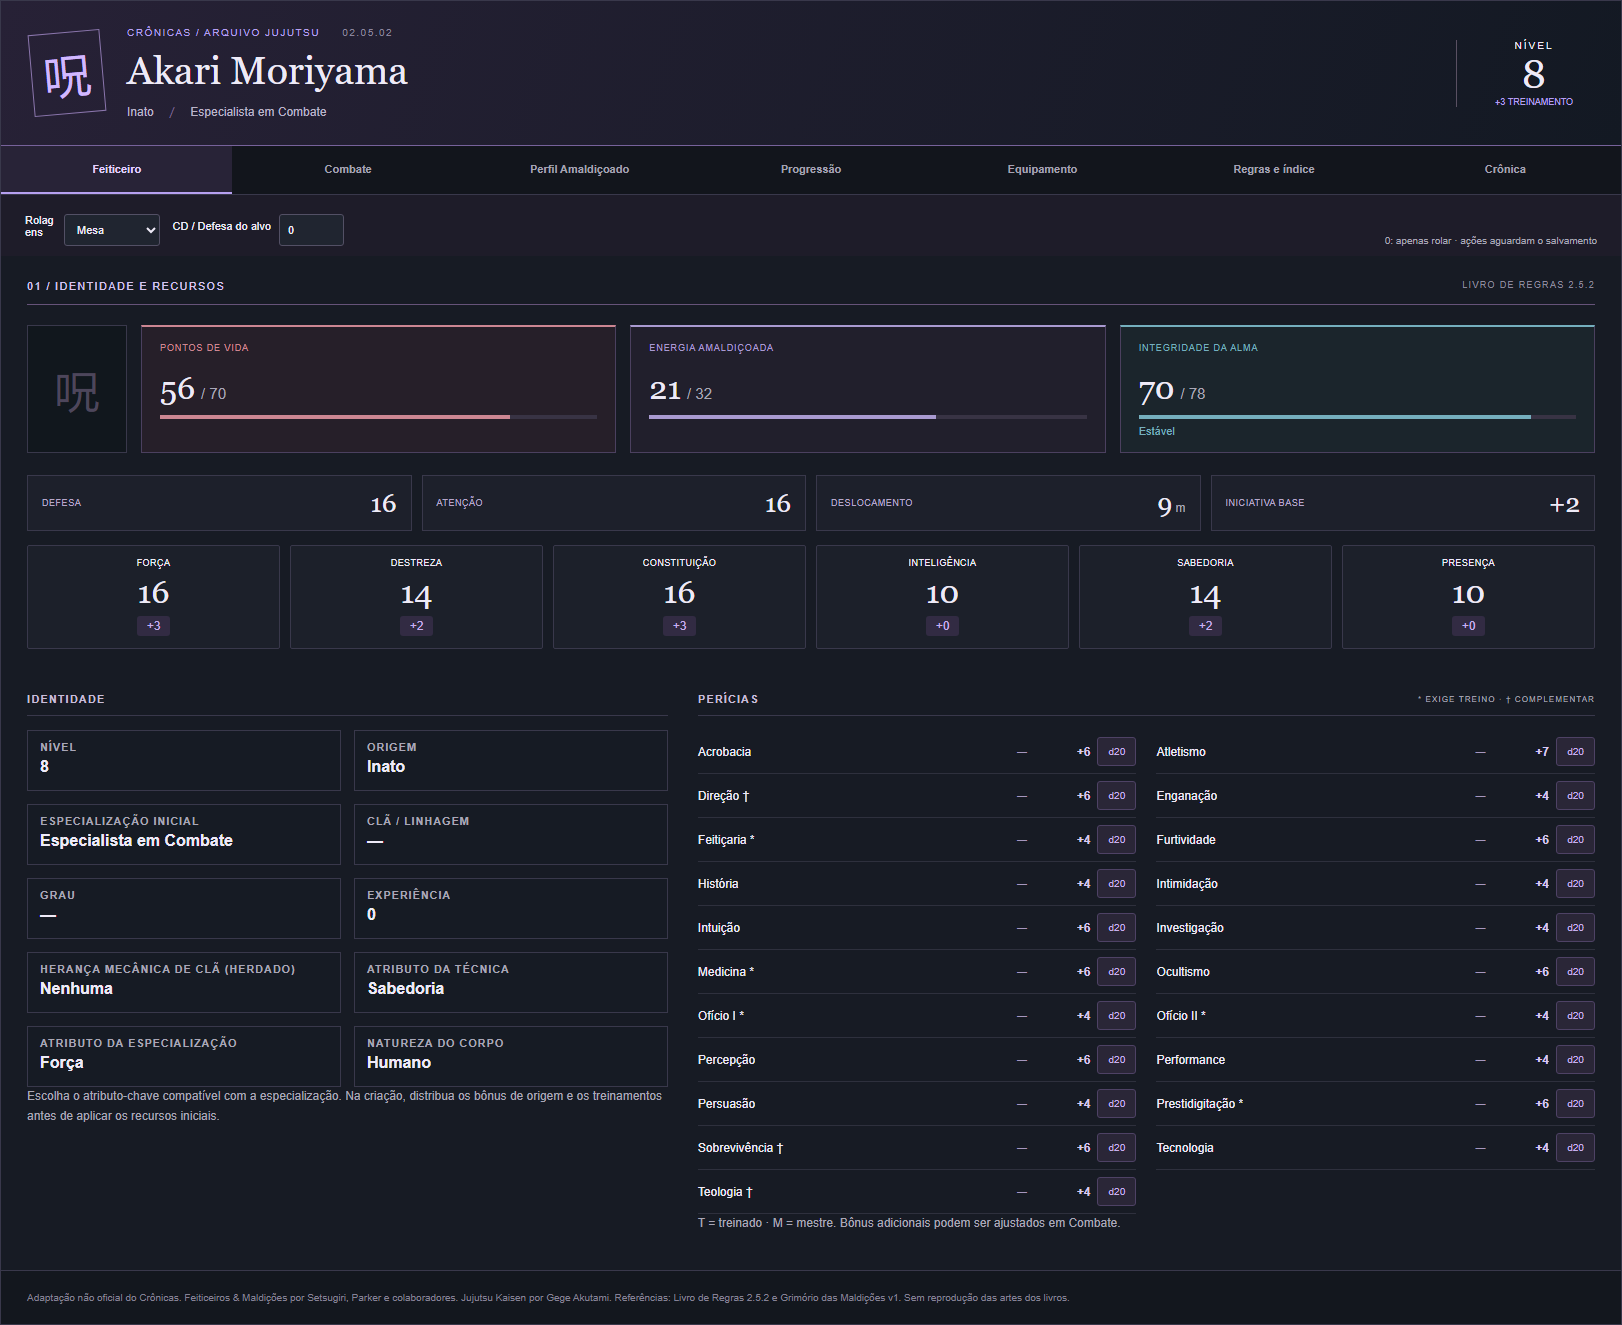 呪
CRÔNICAS / ARQUIVO JUJUTSU 02.05.02
Akari Moriyama
Inato / Especialista em Combate
NÍVEL
8
+3 TREINAMENTO
Feiticeiro Combate Perfil Amaldiçoado Progressão Equipamento Regras e índice Crônica
Rolag
ens
Mesa
CD / Defesa do alvo
0
0: apenas rolar · ações aguardam o salvamento
01 / IDENTIDADE E RECURSOS
LIVRO DE REGRAS 2.5.2
呪
PONTOS DE VIDA
56 / 70
ENERGIA AMALDIÇOADA
21 / 32
INTEGRIDADE DA ALMA
70 / 78
Estável
DEFESA 16
ATENÇÃO 16
DESLOCAMENTO 9 m
INICIATIVA BASE +2
FORÇA
16
+3
DESTREZA
14
+2
CONSTITUIÇÃO
16
+3
INTELIGÊNCIA
10
+0
SABEDORIA
14
+2
PRESENÇA
10
+0
IDENTIDADE
NÍVEL
8
ORIGEM
Inato
ESPECIALIZAÇÃO INICIAL
Especialista em Combate
CLÃ / LINHAGEM
—
GRAU
—
EXPERIÊNCIA
0
HERANÇA MECÂNICA DE CLÃ (HERDADO)
Nenhuma
ATRIBUTO DA TÉCNICA
Sabedoria
ATRIBUTO DA ESPECIALIZAÇÃO
Força
NATUREZA DO CORPO
Humano
Escolha o atributo-chave compatível com a especialização. Na criação, distribua os bônus de origem e os treinamentos
antes de aplicar os recursos iniciais.
PERÍCIAS
* EXIGE TREINO · † COMPLEMENTAR
Acrobacia — +6 d20
Atletismo — +7 d20
Direção † — +6 d20
Enganação — +4 d20
Feitiçaria * — +4 d20
Furtividade — +6 d20
História — +4 d20
Intimidação — +4 d20
Intuição — +6 d20
Investigação — +4 d20
Medicina * — +6 d20
Ocultismo — +6 d20
Ofício I * — +4 d20
Ofício II * — +4 d20
Percepção — +6 d20
Performance — +4 d20
Persuasão — +4 d20
Prestidigitação * — +6 d20
Sobrevivência † — +6 d20
Tecnologia — +4 d20
Teologia † — +4 d20
T = treinado · M = mestre. Bônus adicionais podem ser ajustados em Combate.
Adaptação não oficial do Crônicas. Feiticeiros & Maldições por Setsugiri, Parker e colaboradores. Jujutsu Kaisen por Gege Akutami. Referências: Livro de Regras 2.5.2 e Grimório das Maldições v1. Sem reprodução das artes dos livros.